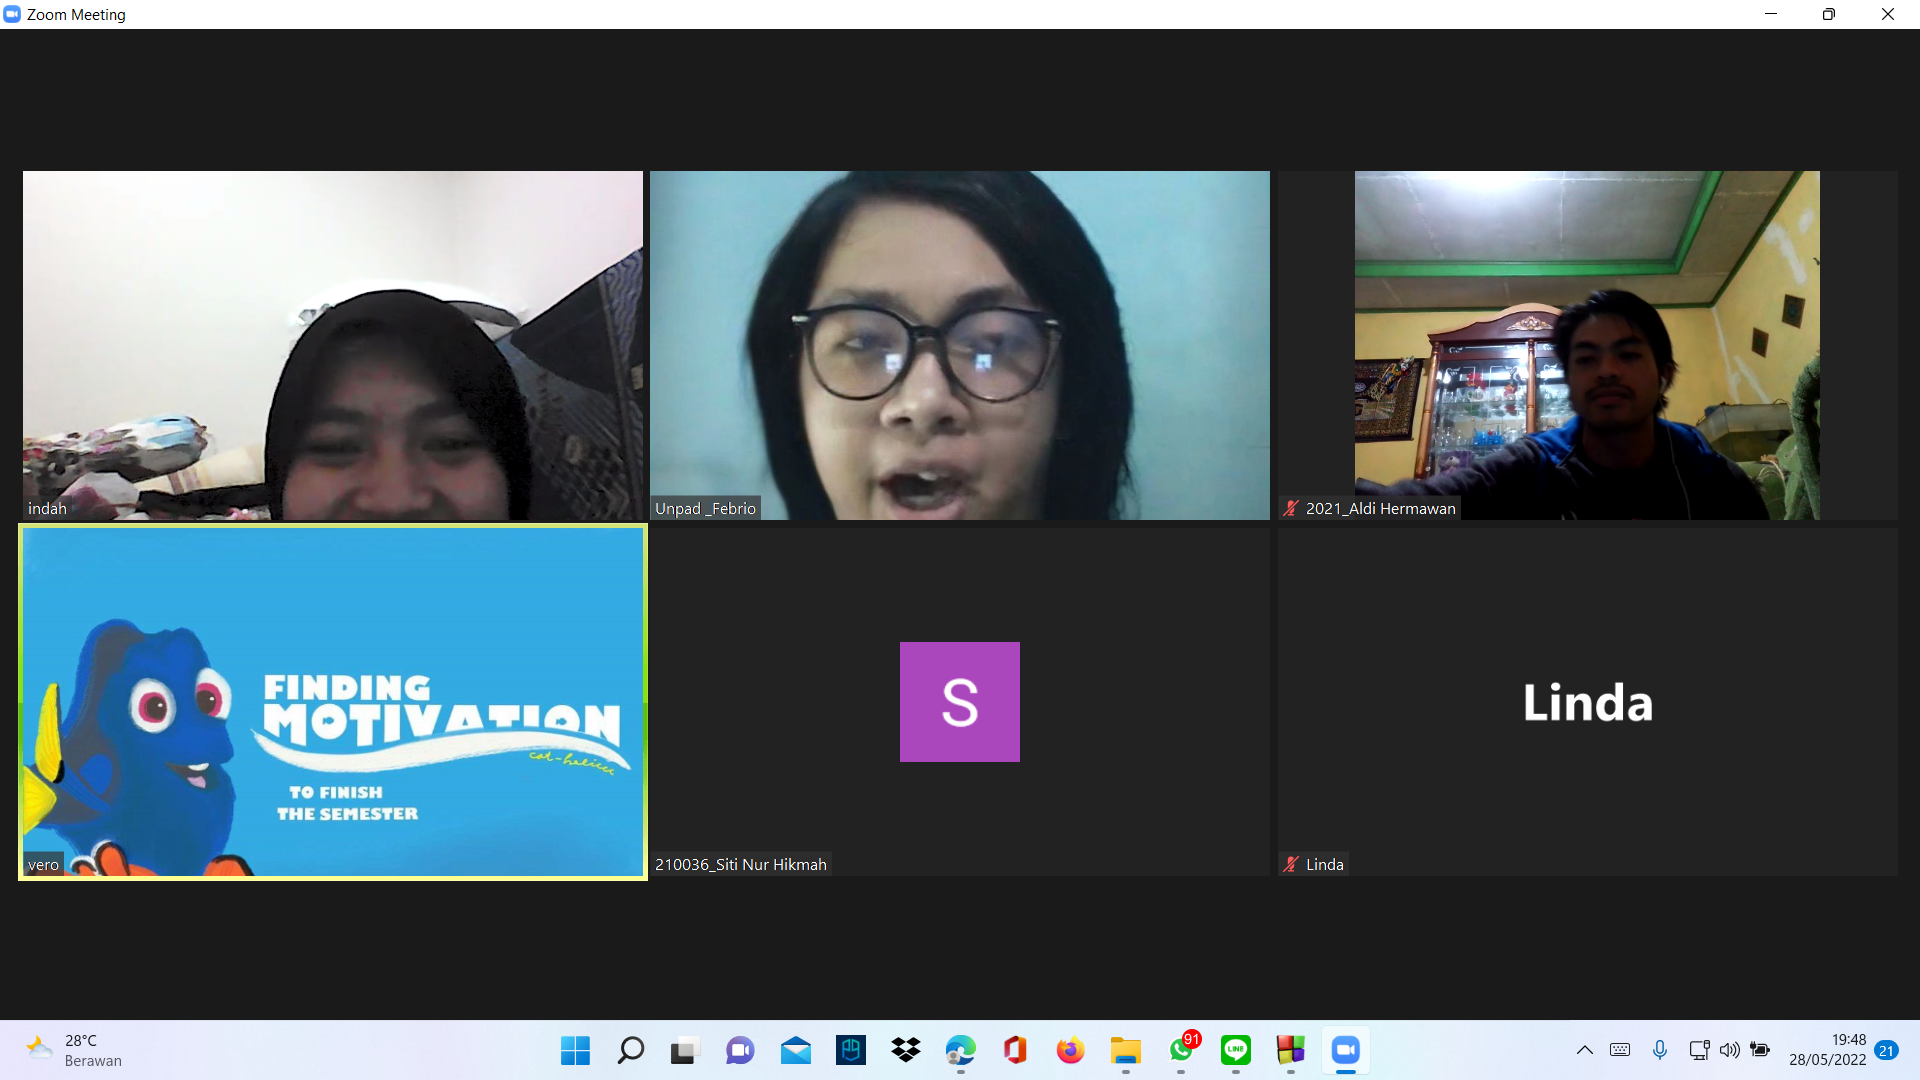 Zoom Meeting
indah
Unpad _Febrio
2021_Aldi Hermawan
FINDING
MOTIVATION
TO FINISH
THE SEMESTER
vero
S
210036_Siti Nur Hikmah
Linda
Linda
28°C
Berawan
91
LINE
19:48
28/05/2022
21